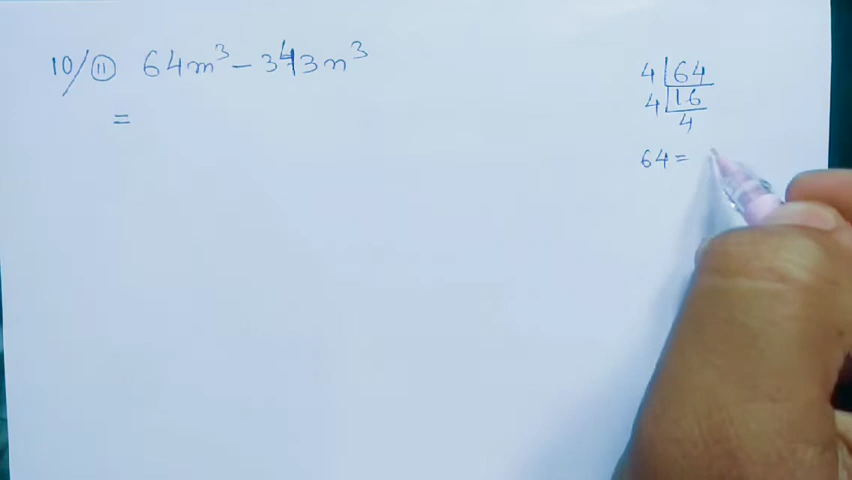 10/⑪ 64m³ - 343n³
=
4 | 64
4 | 16
4
64 =